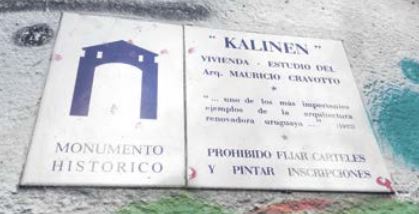 MONUMENTO
HISTORICO
" KALINEN "
VIVIENDA - ESTUDIO DEL
Arq. MAURICIO CRAVOTTO
"... uno de los más importantes
ejemplos de la arquitectura
renovadora uruguaya ..."
PROHIBIDO FIJAR CARTELES
Y PINTAR INSCRIPCIONES